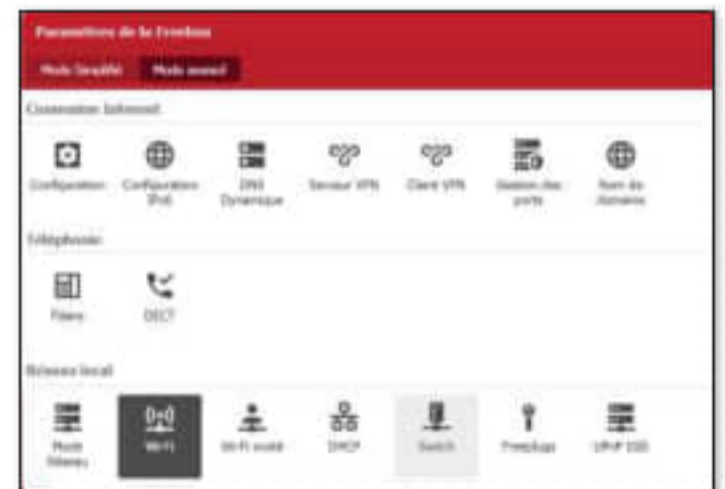 Paramètres de la Freebox
Mode Simplifié Mode avancé
Connexion Internet
Configuration Configuration IPv6 DNS Dynamique Serveur VPN Client VPN Gestion des ports Nom de domaine
Téléphonie
Filaire DECT
Réseau local
Mode Réseau Wi-Fi Wi-Fi invité DHCP Switch Freeplugs UPnP IGD